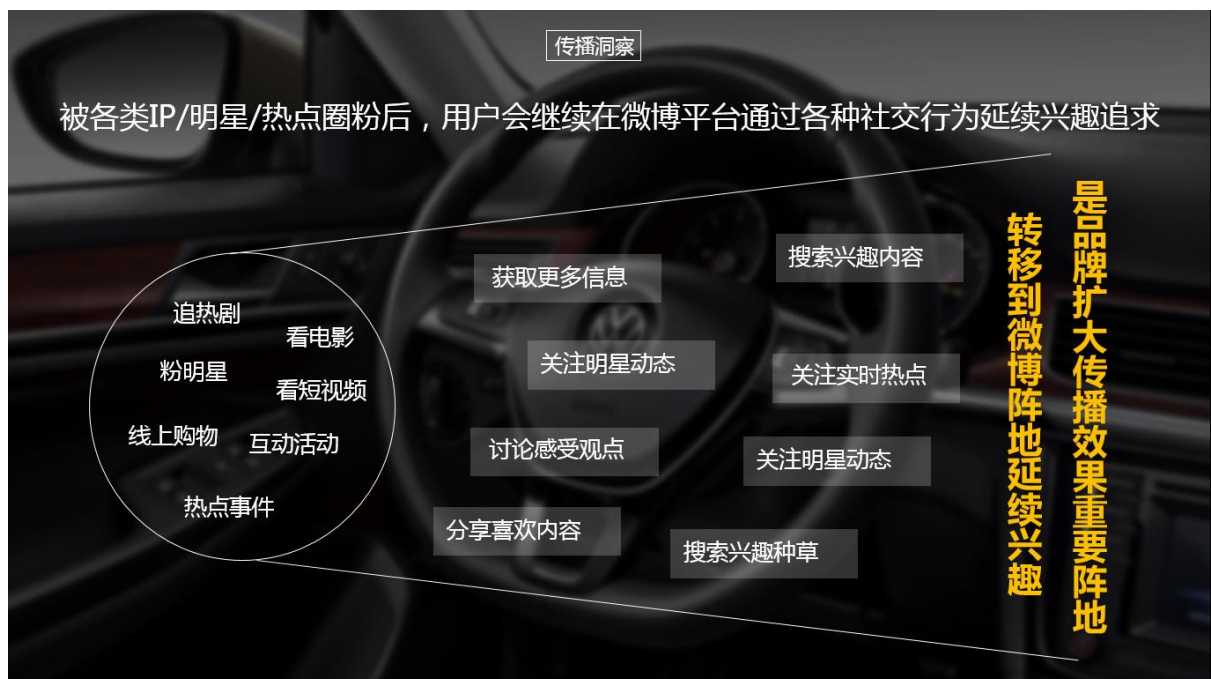 传播洞察
被各类IP/明星/热点圈粉后，用户会继续在微博平台通过各种社交行为延续兴趣追求
追热剧
看电影
粉明星
看短视频
线上购物
互动活动
热点事件
获取更多信息
搜索兴趣内容
关注明星动态
关注实时热点
讨论感受观点
关注明星动态
分享喜欢内容
搜索兴趣种草
转移到微博阵地延续兴趣
是品牌扩大传播效果重要阵地